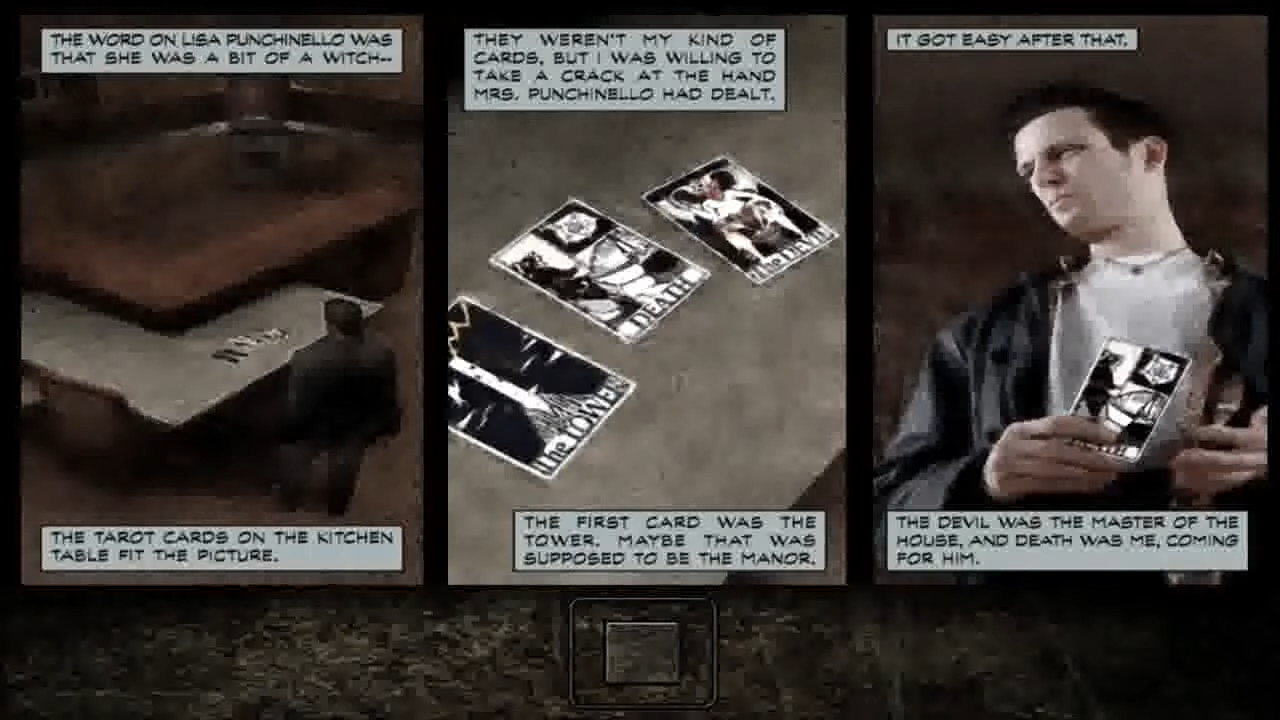 THE WORD ON LISA PUNCHINELLO WAS
THAT SHE WAS A BIT OF A WITCH--
THE TAROT CARDS ON THE KITCHEN
TABLE FIT THE PICTURE.
THEY WEREN'T MY KIND OF
CARDS, BUT I WAS WILLING TO
TAKE A CRACK AT THE HAND
MRS. PUNCHINELLO HAD DEALT.
The DEVIL
DEATH
The TOWER
THE FIRST CARD WAS THE
TOWER. MAYBE THAT WAS
SUPPOSED TO BE THE MANOR.
IT GOT EASY AFTER THAT.
THE DEVIL WAS THE MASTER OF THE
HOUSE, AND DEATH WAS ME, COMING
FOR HIM.